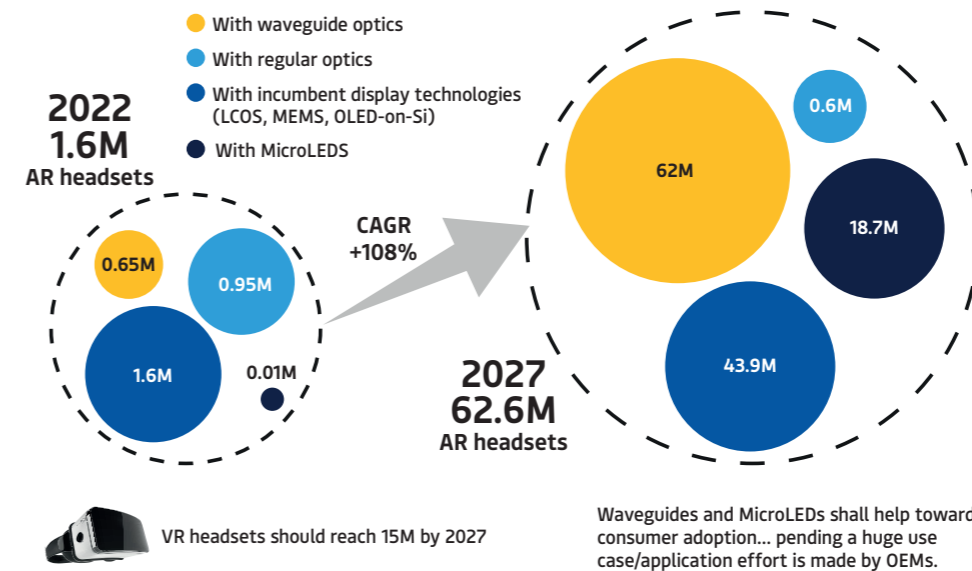 With waveguide optics
With regular optics
With incumbent display technologies
(LCOS, MEMS, OLED-on-Si)
With MicroLEDS
2022
1.6M
AR headsets
0.65M
0.95M
1.6M
0.01M
CAGR
+108%
62M
0.6M
18.7M
43.9M
2027
62.6M
AR headsets
VR headsets should reach 15M by 2027
Waveguides and MicroLEDs shall help toward
consumer adoption... pending a huge use
case/application effort is made by OEMs.